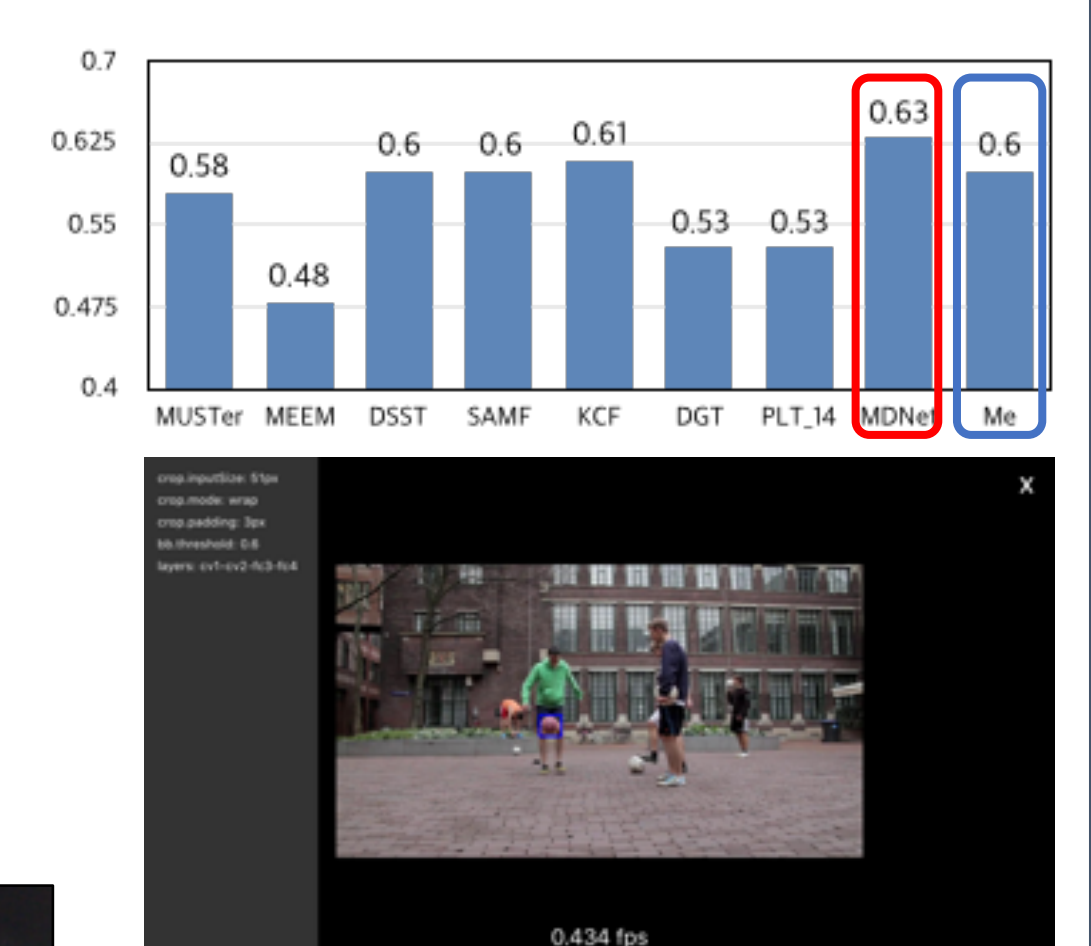 0.7
0.625
0.55
0.475
0.4
0.58
0.48
0.6
0.6
0.61
0.53
0.53
0.63
0.6
MUSTer MEEM DSST SAMF KCF DGT PLT_14 MDNet Me
crop.inputSize: 51px
crop.mode: wrap
crop.padding: 3px
bb.threshold: 0.6
layers: cv1-cv2-fc3-fc4
X
0.434 fps